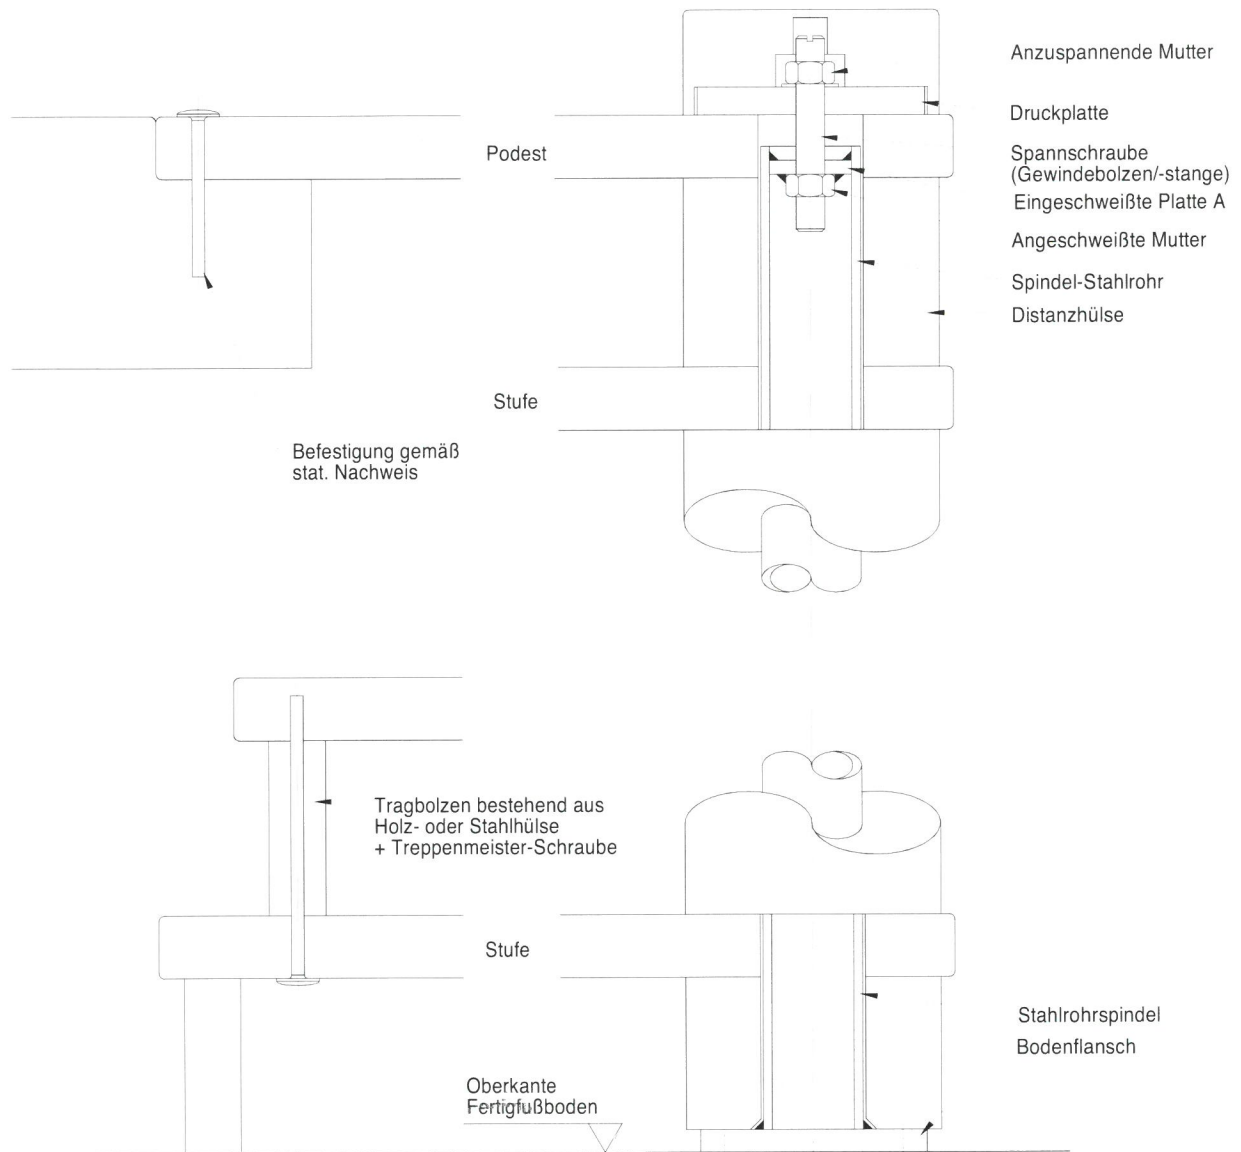 Anzuspannende Mutter
Druckplatte
Podest
Spannschraube
(Gewindebolzen/-stange)
Eingeschweißte Platte A
Angeschweißte Mutter
Spindel-Stahlrohr
Distanzhülse
Stufe
Befestigung gemäß
stat. Nachweis
Tragbolzen bestehend aus
Holz- oder Stahlhülse
+ Treppenmeister-Schraube
Stufe
Stahlrohrspindel
Bodenflansch
Oberkante
Fertigfußboden